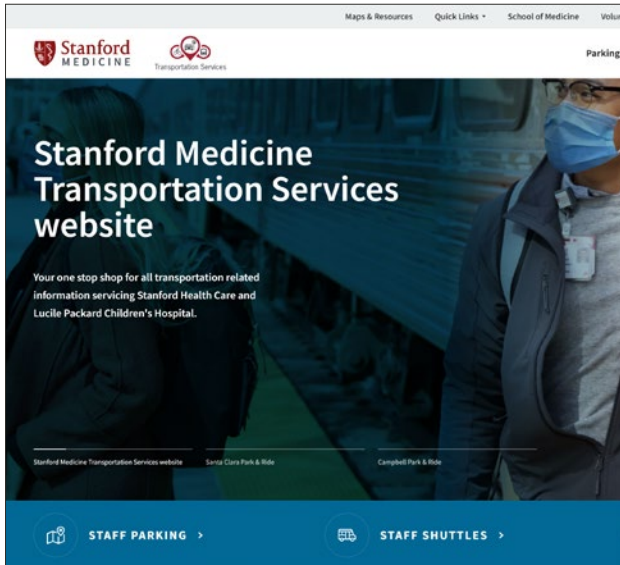 Maps & Resources Quick Links School of Medicine
Stanford
MEDICINE
Transportation Services
Parking
Stanford Medicine
Transportation Services
website
Your one stop shop for all transportation related
information servicing Stanford Health Care and
Lucile Packard Children's Hospital.
Stanford Medicine Transportation Services website Santa Clara Park & Ride Campbell Park & Ride
STAFF PARKING > STAFF SHUTTLES >